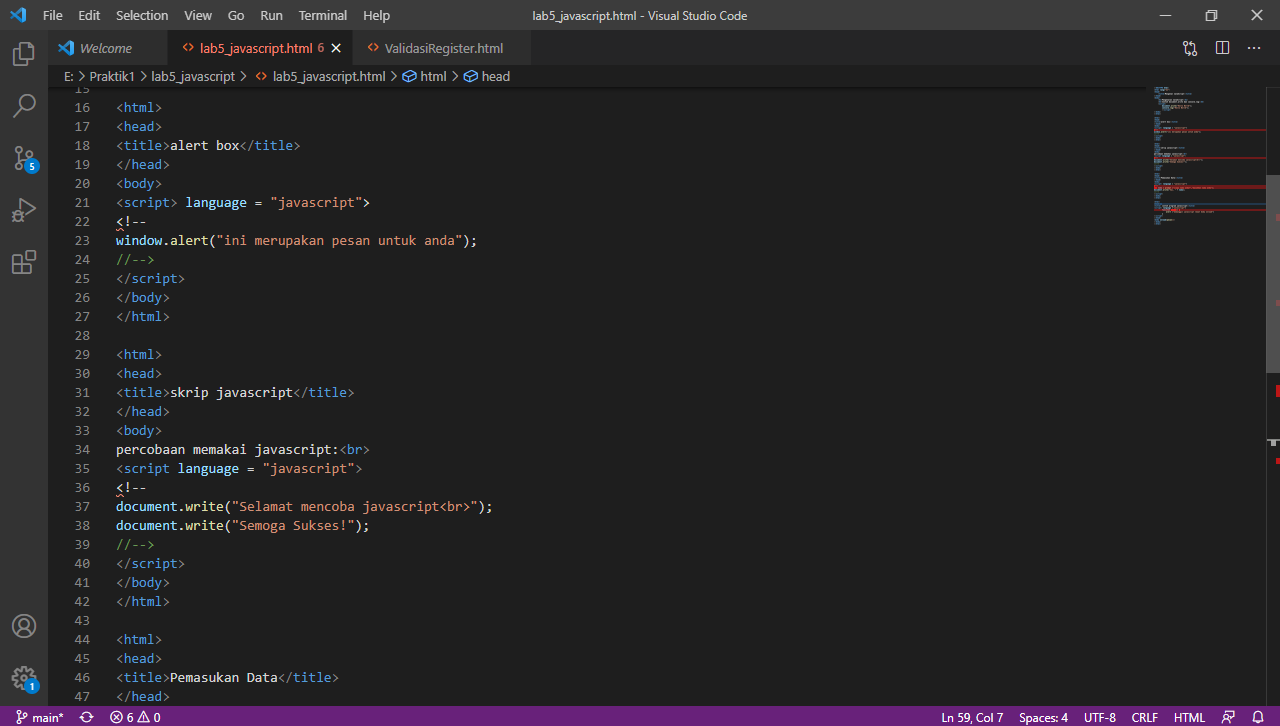 File Edit Selection View Go Run Terminal Help lab5_javascript.html - Visual Studio Code
Welcome lab5_javascript.html 6 ValidasiRegister.html
E: > Praktik1 > lab5_javascript > lab5_javascript.html > html > head
15
16 <html>
17 <head>
18 <title>alert box</title>
19 </head>
20 <body>
21 <script> language = "javascript">
22 <!--
23 window.alert("ini merupakan pesan untuk anda");
24 //-->
25 </script>
26 </body>
27 </html>
28
29 <html>
30 <head>
31 <title>skrip javascript</title>
32 </head>
33 <body>
34 percobaan memakai javascript:<br>
35 <script language = "javascript">
36 <!--
37 document.write("Selamat mencoba javascript<br>");
38 document.write("Semoga Sukses!");
39 //-->
40 </script>
41 </body>
42 </html>
43
44 <html>
45 <head>
46 <title>Pemasukan Data</title>
47 </head>
5
1
main* 6 0 Ln 59, Col 7 Spaces: 4 UTF-8 CRLF HTML